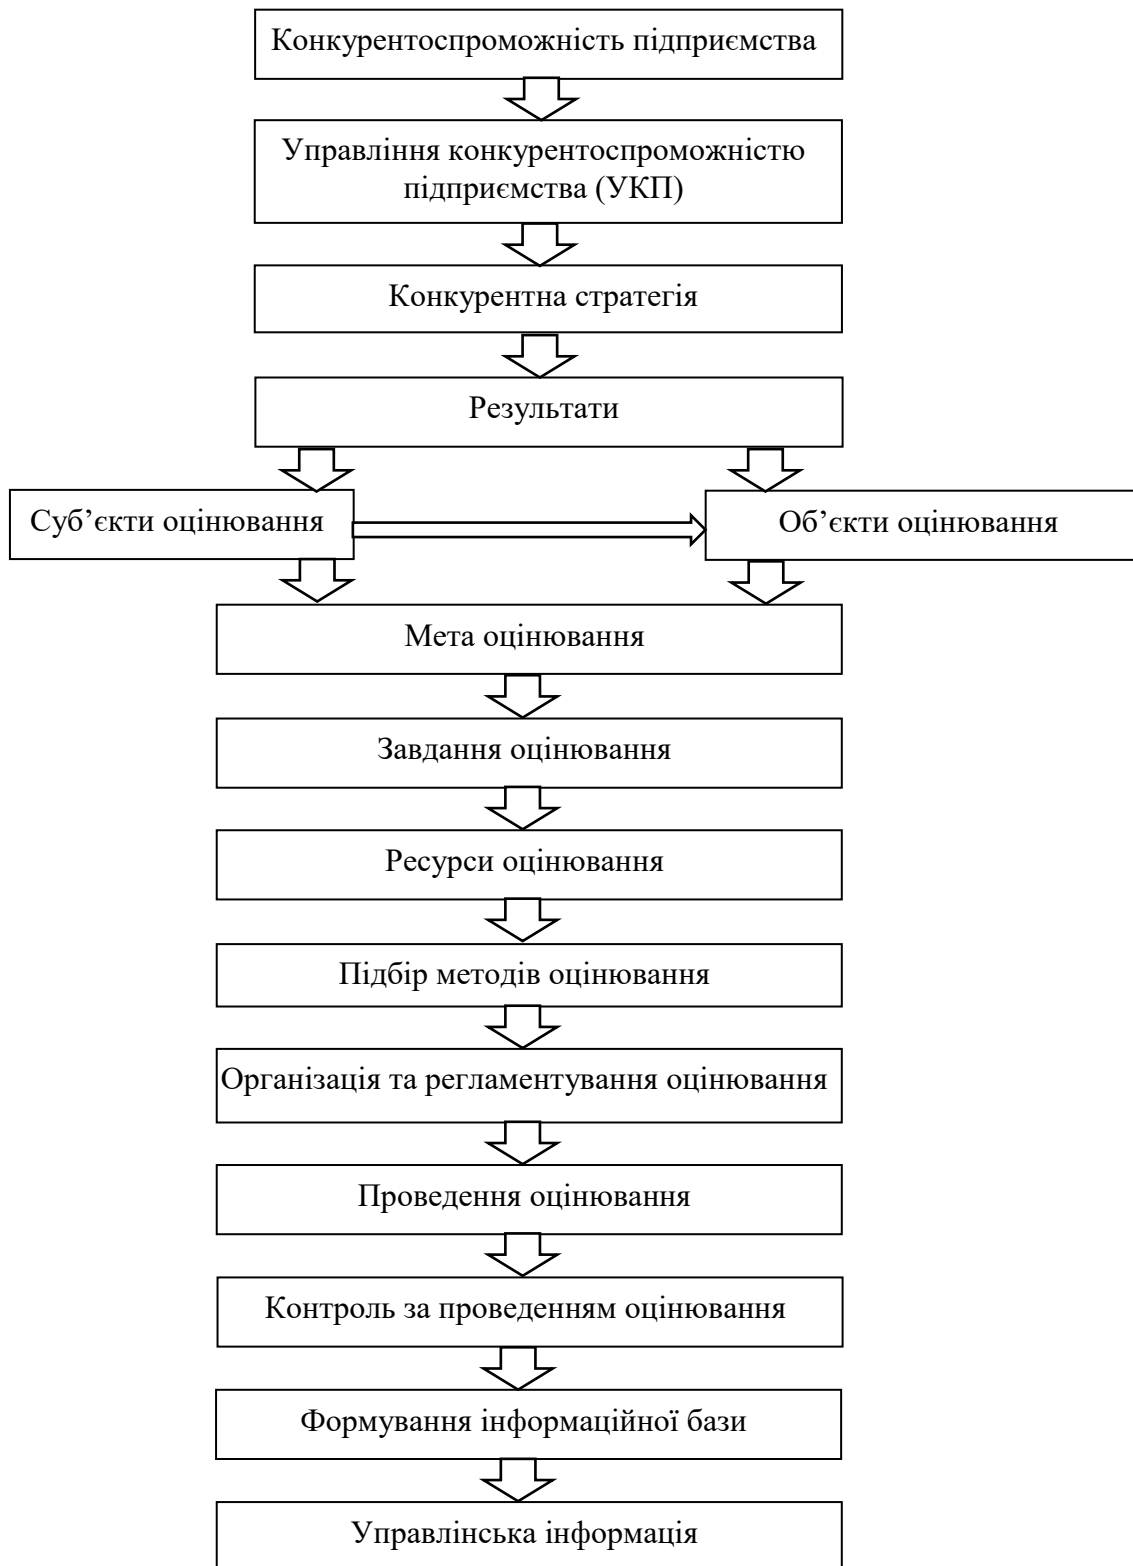 Конкурентоспроможність підприємства
Управління конкурентоспроможністю
підприємства (УКП)
Конкурентна стратегія
Результати
Суб’єкти оцінювання
Об’єкти оцінювання
Мета оцінювання
Завдання оцінювання
Ресурси оцінювання
Підбір методів оцінювання
Організація та регламентування оцінювання
Проведення оцінювання
Контроль за проведенням оцінювання
Формування інформаційної бази
Управлінська інформація